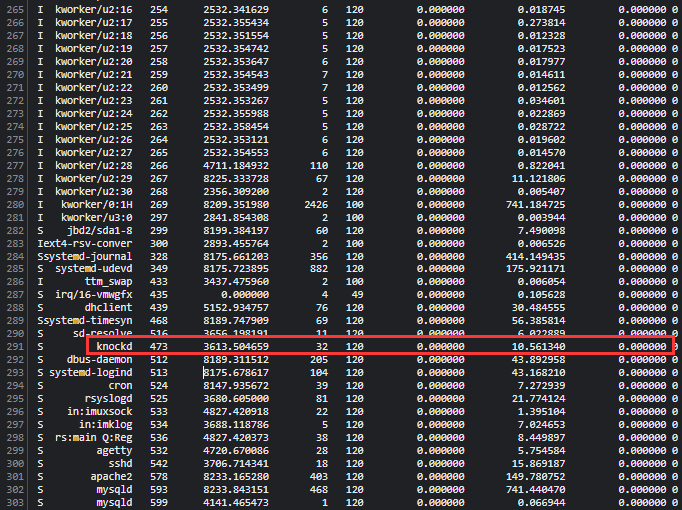 265 I kworker/u2:16 254 2532.341629 6 120 0.000000 0.018745 0.000000 0
266 I kworker/u2:17 255 2532.355434 5 120 0.000000 0.273814 0.000000 0
267 I kworker/u2:18 256 2532.351554 5 120 0.000000 0.012328 0.000000 0
268 I kworker/u2:19 257 2532.354742 5 120 0.000000 0.017523 0.000000 0
269 I kworker/u2:20 258 2532.353647 6 120 0.000000 0.017977 0.000000 0
270 I kworker/u2:21 259 2532.354543 7 120 0.000000 0.014611 0.000000 0
271 I kworker/u2:22 260 2532.353499 7 120 0.000000 0.012562 0.000000 0
272 I kworker/u2:23 261 2532.353267 5 120 0.000000 0.034601 0.000000 0
273 I kworker/u2:24 262 2532.355988 5 120 0.000000 0.022869 0.000000 0
274 I kworker/u2:25 263 2532.358454 5 120 0.000000 0.028722 0.000000 0
275 I kworker/u2:26 264 2532.353121 6 120 0.000000 0.019602 0.000000 0
276 I kworker/u2:27 265 2532.354553 6 120 0.000000 0.014570 0.000000 0
277 I kworker/u2:28 266 4711.184932 110 120 0.000000 0.822041 0.000000 0
278 I kworker/u2:29 267 8225.333728 67 120 0.000000 11.121806 0.000000 0
279 I kworker/u2:30 268 2356.309200 2 120 0.000000 0.005407 0.000000 0
280 I kworker/0:1H 269 8209.351980 2426 100 0.000000 741.184725 0.000000 0
281 I kworker/u3:0 297 2841.854308 2 100 0.000000 0.003944 0.000000 0
282 S jbd2/sda1-8 299 8199.384197 60 120 0.000000 7.490098 0.000000 0
283 Iext4-rsv-conver 300 2893.455764 2 100 0.000000 0.006526 0.000000 0
284 Ssystemd-journal 328 8175.661203 356 120 0.000000 414.149435 0.000000 0
285 S systemd-udevd 349 8175.723895 882 120 0.000000 175.921171 0.000000 0
286 I ttm_swap 433 3437.475960 2 100 0.000000 0.006054 0.000000 0
287 S irq/16-vmwgfx 435 0.000000 4 49 0.000000 0.105628 0.000000 0
288 S dhclient 439 5152.934757 76 120 0.000000 30.484555 0.000000 0
289 Ssystemd-timesyn 468 8189.747909 69 120 0.000000 56.385814 0.000000 0
290 S sd-resolve 516 3656.198191 11 120 0.000000 6.022889 0.000000 0
291 S knockd 473 3613.504659 32 120 0.000000 10.561340 0.000000 0
292 S dbus-daemon 512 8189.311512 205 120 0.000000 43.892958 0.000000 0
293 S systemd-logind 513 8175.678617 104 120 0.000000 43.168210 0.000000 0
294 S cron 524 8147.935672 39 120 0.000000 7.272939 0.000000 0
295 S rsyslogd 525 3680.605000 81 120 0.000000 21.774124 0.000000 0
296 S in:imuxsock 533 4827.420918 22 120 0.000000 1.395104 0.000000 0
297 S in:imklog 534 3688.118786 5 120 0.000000 7.024653 0.000000 0
298 S rs:main Q:Reg 536 4827.420373 38 120 0.000000 8.449897 0.000000 0
299 S agetty 532 4720.670086 28 120 0.000000 5.754584 0.000000 0
300 S sshd 542 3706.714341 18 120 0.000000 15.869187 0.000000 0
301 S apache2 578 8233.165280 403 120 0.000000 149.780752 0.000000 0
302 S mysqld 593 8233.843151 468 120 0.000000 741.440470 0.000000 0
303 S mysqld 599 4141.465473 1 120 0.000000 0.066944 0.000000 0